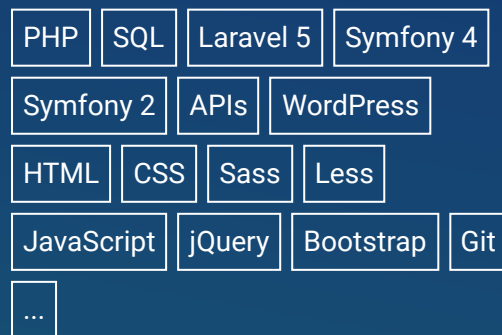 PHP SQL Laravel 5 Symfony 4
Symfony 2 APIs WordPress
HTML CSS Sass Less
JavaScript jQuery Bootstrap Git
...